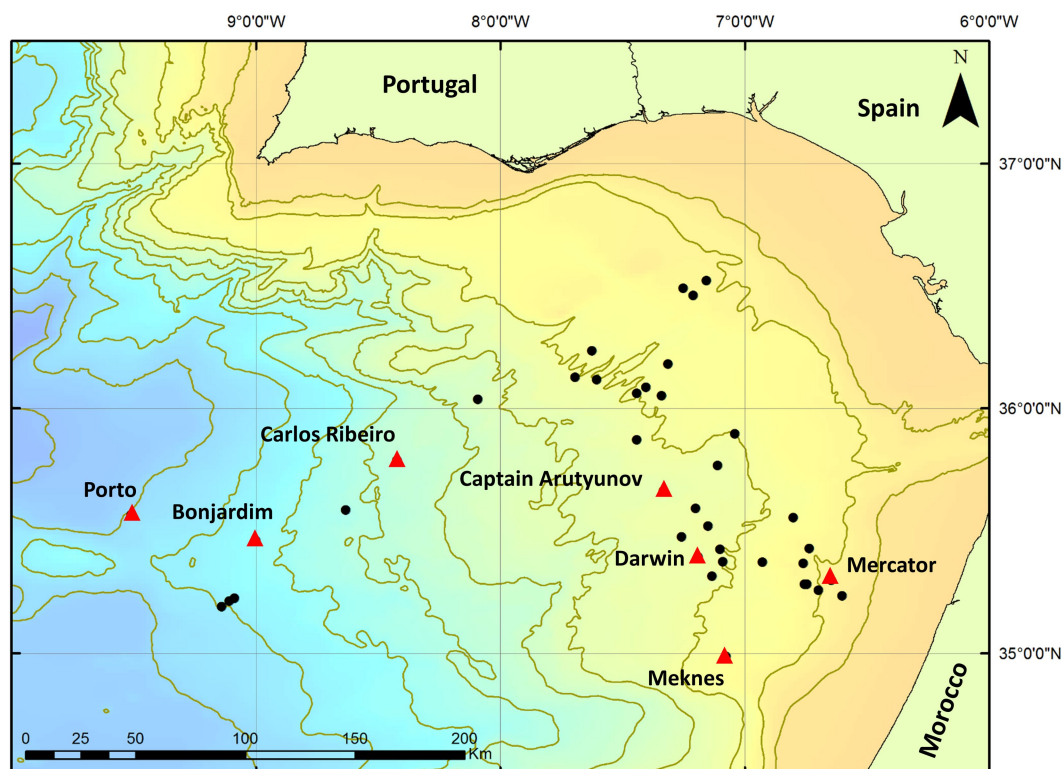 9°0'0"W 8°0'0"W 7°0'0"W 6°0'0"W
N
Portugal
Spain
37°0'0"N
36°0'0"N
Carlos Ribeiro
Captain Arutyunov
Porto
Bonjardim
Darwin
Mercator
35°0'0"N
Meknes
Morocco
0 25 50 100 150 200
Km